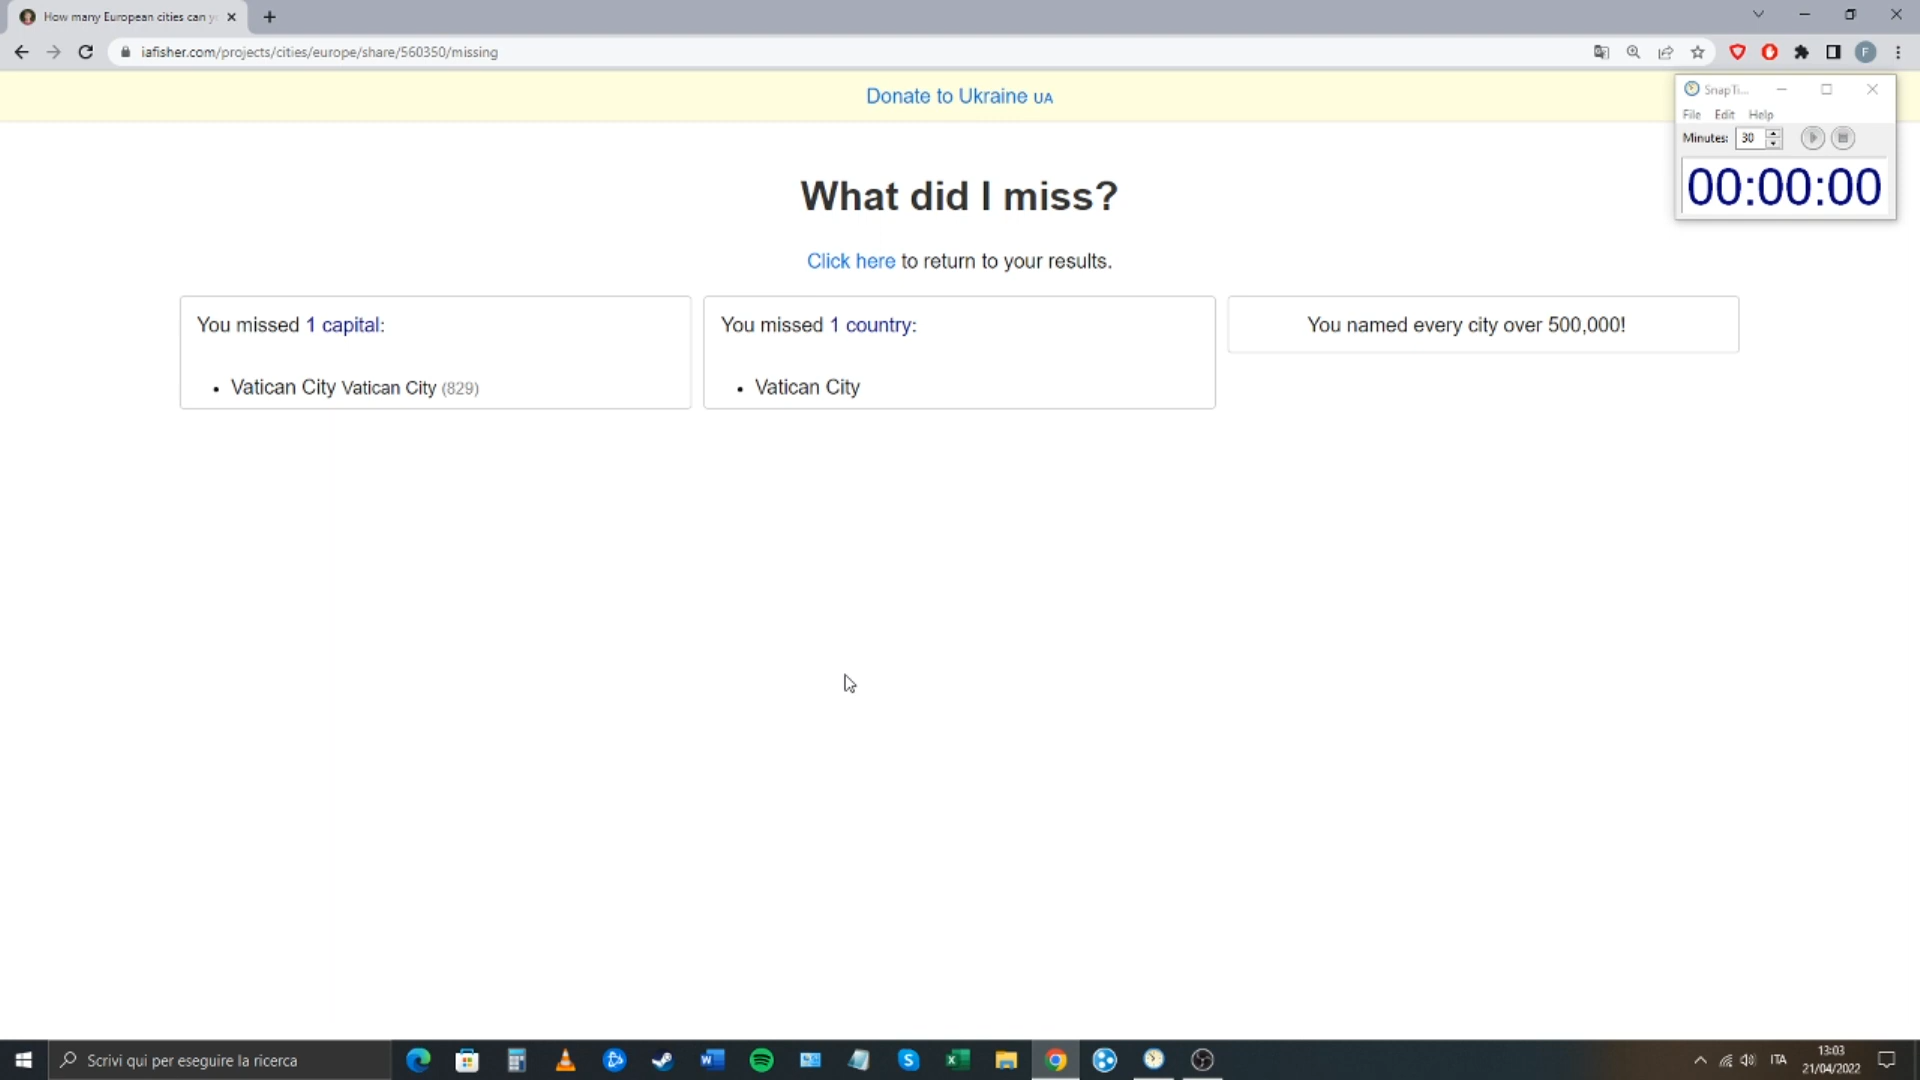 How many European cities can y
iafisher.com/projects/cities/europe/share/560350/missing
F
Donate to Ukraine UA
SnapTi...
File Edit Help
Minutes: 30
00:00:00
What did I miss?
Click here to return to your results.
You missed 1 capital:
• Vatican City Vatican City (829)
You missed 1 country:
• Vatican City
You named every city over 500,000!
Scrivi qui per eseguire la ricerca
ITA
13:03
21/04/2022